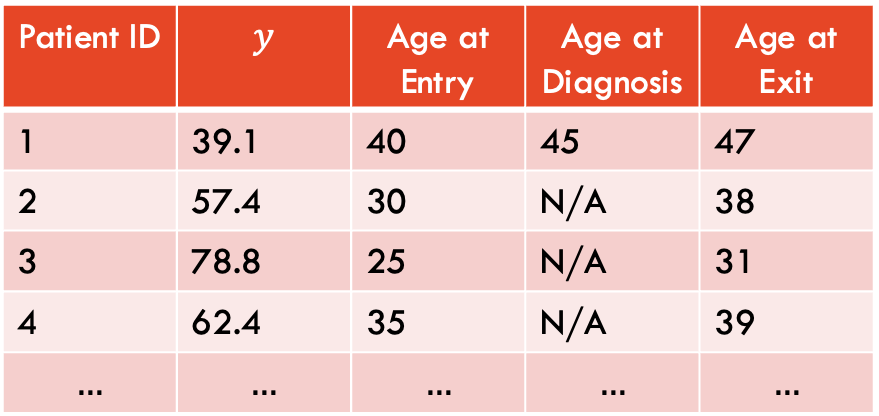 Patient ID y Age at Entry Age at Diagnosis Age at Exit
1 39.1 40 45 47
2 57.4 30 N/A 38
3 78.8 25 N/A 31
4 62.4 35 N/A 39
... ... ... ... ...